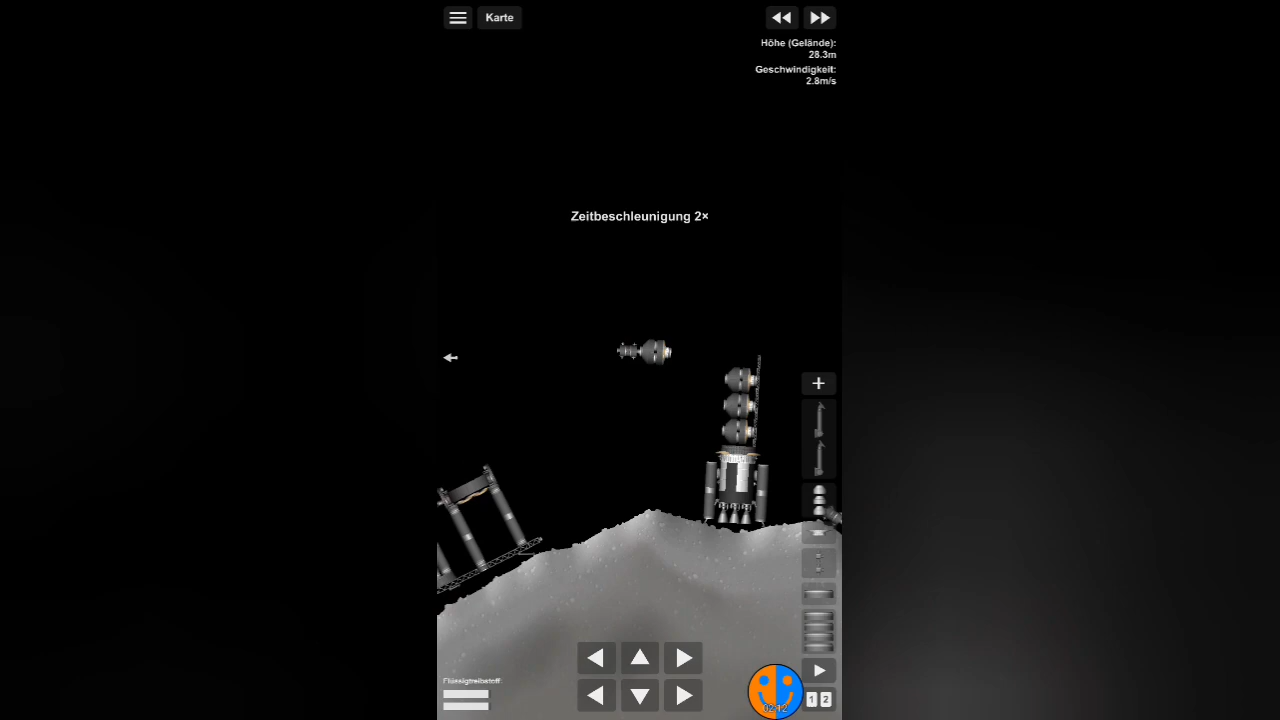 Karte
Höhe (Gelände):
28.3m
Geschwindigkeit:
2.8m/s
Zeitbeschleunigung 2×
Flüssigtreibstoff:
02:12
1 2